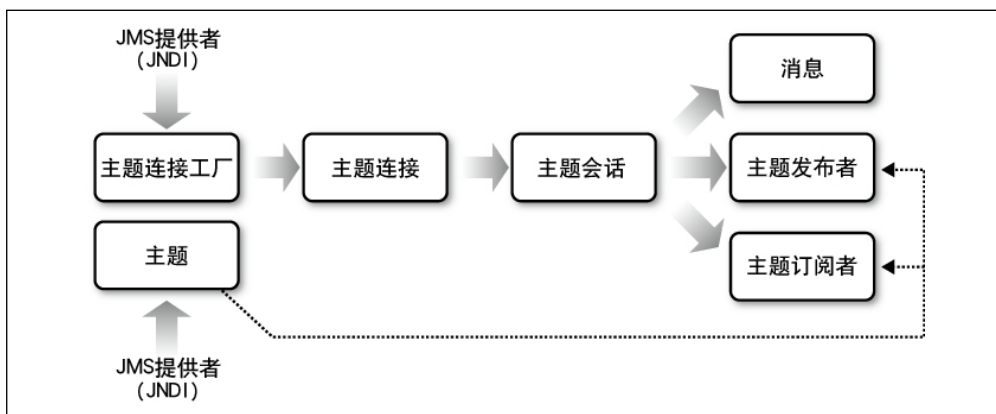 JMS提供者
(JNDI)
消息
主题连接工厂
主题连接
主题会话
主题发布者
主题
主题订阅者
JMS提供者
(JNDI)